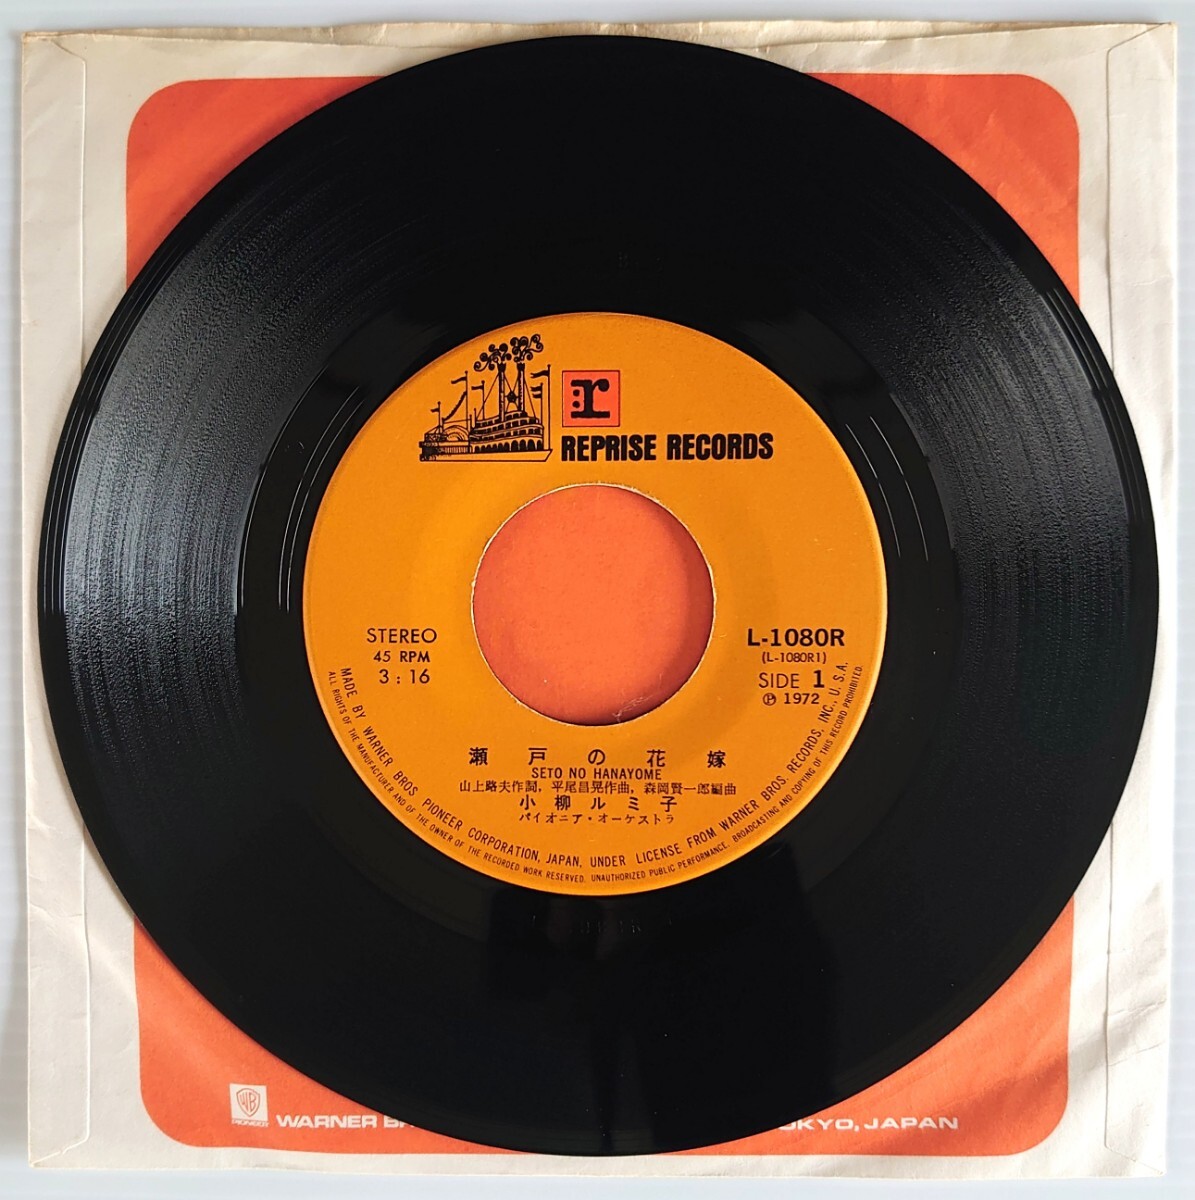 r
REPRISE RECORDS
STEREO
45 RPM
3 : 16
L-1080R
(L-1080R1)
SIDE 1
Ⓟ 1972
瀬戸の花嫁
SETO NO HANAYOME
山上路夫作詞, 平尾昌晃作曲, 森岡賢一郎編曲
小柳ルミ子
パイオニア・オーケストラ
MADE BY WARNER BROS. PIONEER CORPORATION, JAPAN, UNDER LICENSE FROM WARNER BROS. RECORDS, INC., U.S.A.
ALL RIGHTS OF THE MANUFACTURER AND OF THE OWNER OF THE RECORDED WORK RESERVED. UNAUTHORIZED PUBLIC PERFORMANCE, BROADCASTING AND COPYING OF THIS RECORD PROHIBITED.
WB
PIONEER
WARNER
JAPAN